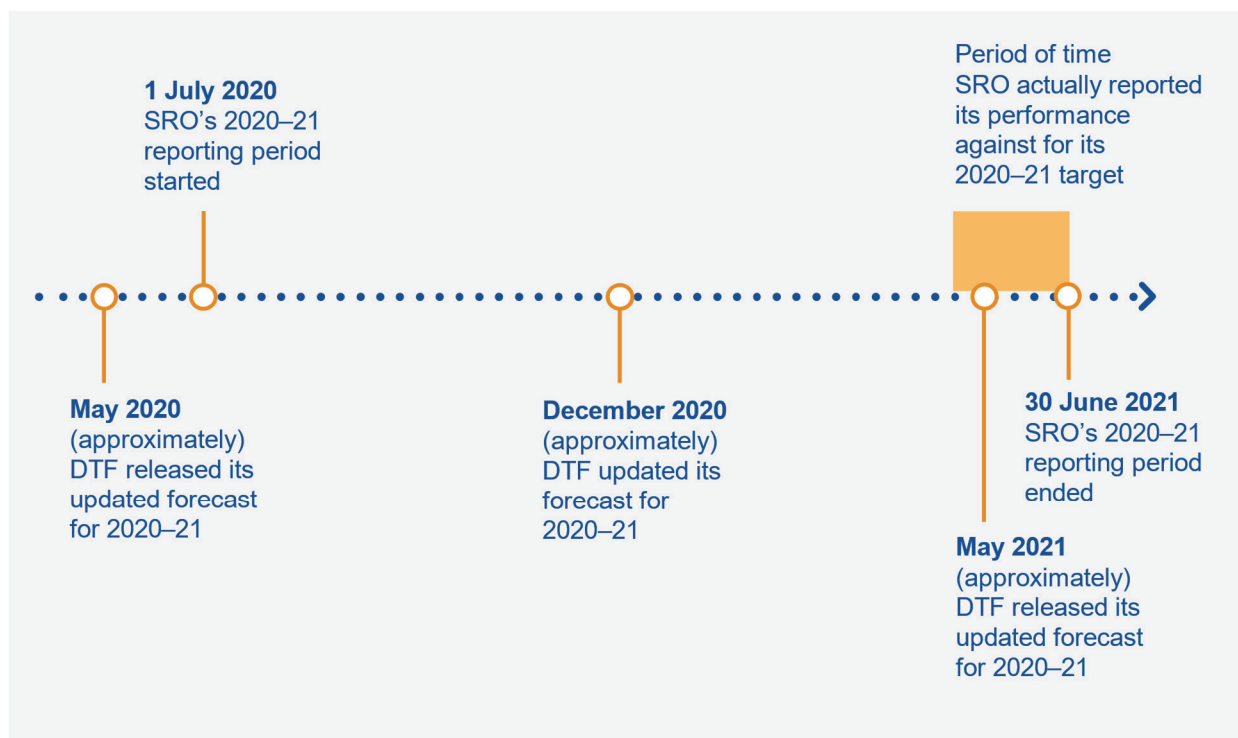 1 July 2020
SRO’s 2020–21
reporting period
started
Period of time
SRO actually reported
its performance
against for its
2020–21 target
May 2020
(approximately)
DTF released its
updated forecast
for 2020–21
December 2020
(approximately)
DTF updated its
forecast for
2020–21
30 June 2021
SRO’s 2020–21
reporting period
ended
May 2021
(approximately)
DTF released its
updated forecast
for 2020–21